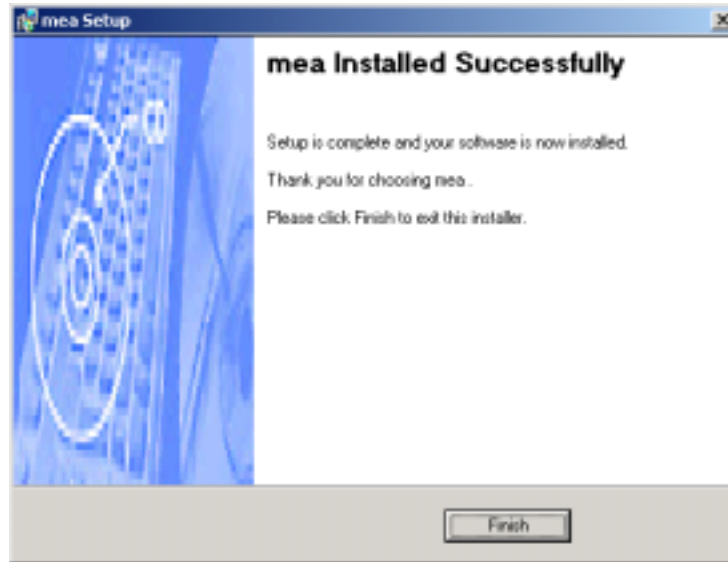 mea Setup
mea Installed Successfully
Setup is complete and your software is now installed.
Thank you for choosing mea .
Please click Finish to exit this installer.
Finish